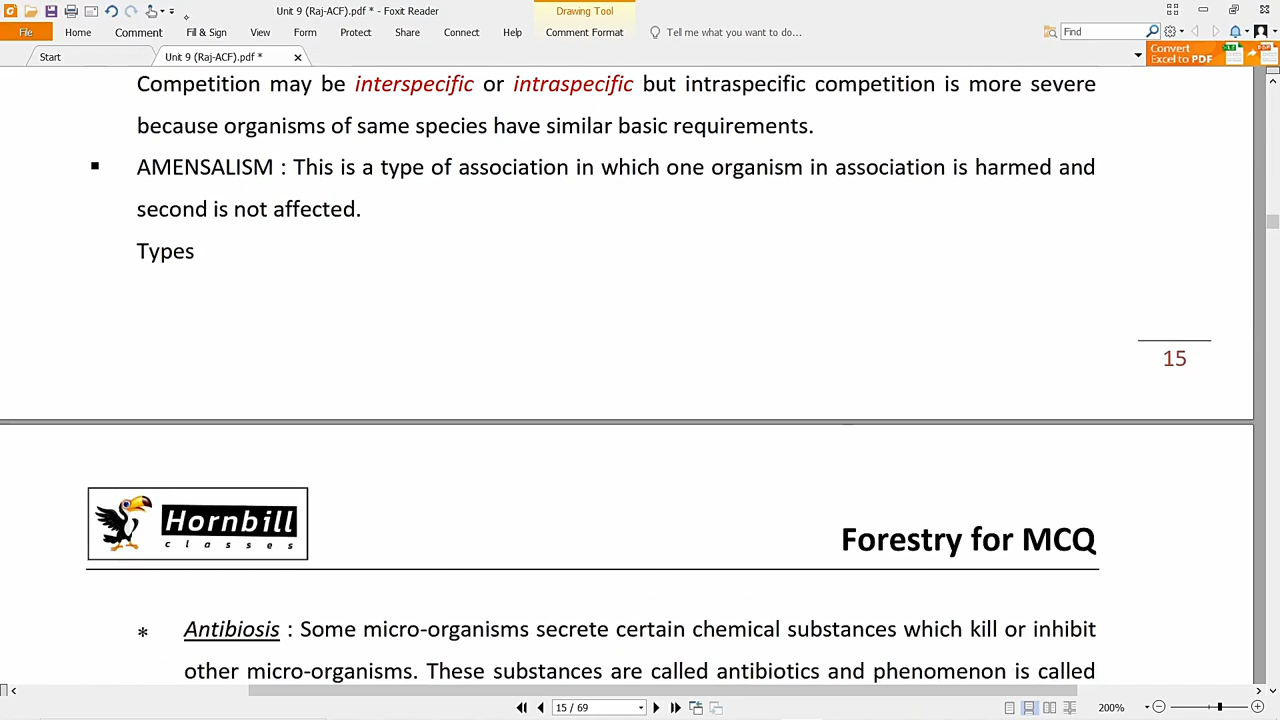 Unit 9 (Raj-ACF).pdf * - Foxit Reader
Drawing Tool
File Home Comment Fill & Sign View Form Protect Share Connect Help Comment Format Tell me what you want to do... Find
Start Unit 9 (Raj-ACF).pdf *
Convert
Excel to PDF
Competition may be interspecific or intraspecific but intraspecific competition is more severe
because organisms of same species have similar basic requirements.
▪ AMENSALISM : This is a type of association in which one organism in association is harmed and
second is not affected.
Types
15
Hornbill
classes
Forestry for MCQ
* Antibiosis : Some micro-organisms secrete certain chemical substances which kill or inhibit
other micro-organisms. These substances are called antibiotics and phenomenon is called
15 / 69
200%